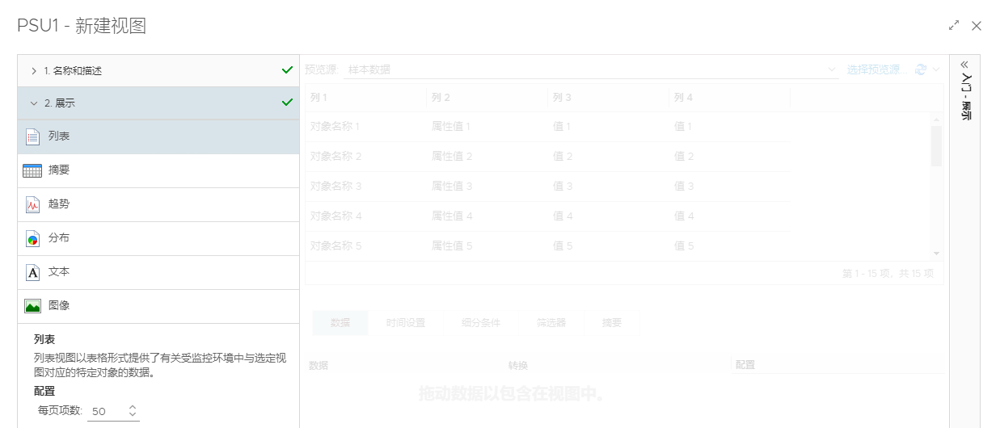 PSU1 - 新建视图
1. 名称和描述
2. 展示
列表
摘要
趋势
分布
文本
图像
列表
列表视图以表格形式提供了有关受监控环境中与选定视
图对应的特定对象的数据。
配置
每页项数: 50
预览源: 样本数据 选择预览源...
列 1 列 2 列 3 列 4
对象名称 1 属性值 1 值 1 值 1
对象名称 2 属性值 2 值 2 值 2
对象名称 3 属性值 3 值 3 值 3
对象名称 4 属性值 4 值 4 值 4
对象名称 5 属性值 5 值 5 值 5
第 1 - 15 项，共 15 项
数据 时间设置 细分条件 筛选器 摘要
数据 转换 配置
拖动数据以包含在视图中。
入门 - 展示